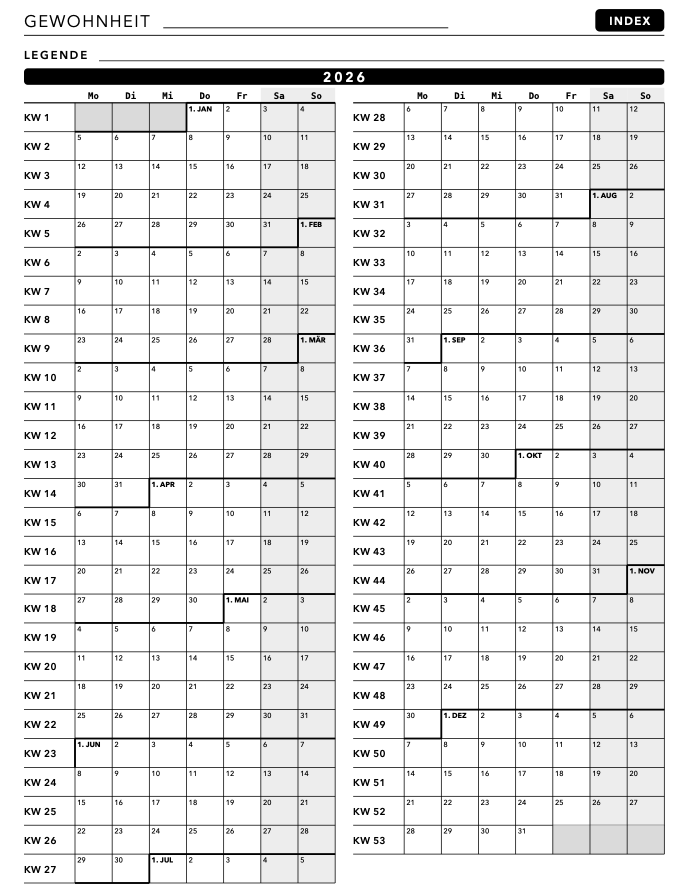 GEWOHNHEIT
INDEX
LEGENDE
2026
Mo Di Mi Do Fr Sa So
KW 1 1. JAN 2 3 4
KW 2 5 6 7 8 9 10 11
KW 3 12 13 14 15 16 17 18
KW 4 19 20 21 22 23 24 25
KW 5 26 27 28 29 30 31 1. FEB
KW 6 2 3 4 5 6 7 8
KW 7 9 10 11 12 13 14 15
KW 8 16 17 18 19 20 21 22
KW 9 23 24 25 26 27 28 1. MÄR
KW 10 2 3 4 5 6 7 8
KW 11 9 10 11 12 13 14 15
KW 12 16 17 18 19 20 21 22
KW 13 23 24 25 26 27 28 29
KW 14 30 31 1. APR 2 3 4 5
KW 15 6 7 8 9 10 11 12
KW 16 13 14 15 16 17 18 19
KW 17 20 21 22 23 24 25 26
KW 18 27 28 29 30 1. MAI 2 3
KW 19 4 5 6 7 8 9 10
KW 20 11 12 13 14 15 16 17
KW 21 18 19 20 21 22 23 24
KW 22 25 26 27 28 29 30 31
KW 23 1. JUN 2 3 4 5 6 7
KW 24 8 9 10 11 12 13 14
KW 25 15 16 17 18 19 20 21
KW 26 22 23 24 25 26 27 28
KW 27 29 30 1. JUL 2 3 4 5
Mo Di Mi Do Fr Sa So
KW 28 6 7 8 9 10 11 12
KW 29 13 14 15 16 17 18 19
KW 30 20 21 22 23 24 25 26
KW 31 27 28 29 30 31 1. AUG 2
KW 32 3 4 5 6 7 8 9
KW 33 10 11 12 13 14 15 16
KW 34 17 18 19 20 21 22 23
KW 35 24 25 26 27 28 29 30
KW 36 31 1. SEP 2 3 4 5 6
KW 37 7 8 9 10 11 12 13
KW 38 14 15 16 17 18 19 20
KW 39 21 22 23 24 25 26 27
KW 40 28 29 30 1. OKT 2 3 4
KW 41 5 6 7 8 9 10 11
KW 42 12 13 14 15 16 17 18
KW 43 19 20 21 22 23 24 25
KW 44 26 27 28 29 30 31 1. NOV
KW 45 2 3 4 5 6 7 8
KW 46 9 10 11 12 13 14 15
KW 47 16 17 18 19 20 21 22
KW 48 23 24 25 26 27 28 29
KW 49 30 1. DEZ 2 3 4 5 6
KW 50 7 8 9 10 11 12 13
KW 51 14 15 16 17 18 19 20
KW 52 21 22 23 24 25 26 27
KW 53 28 29 30 31